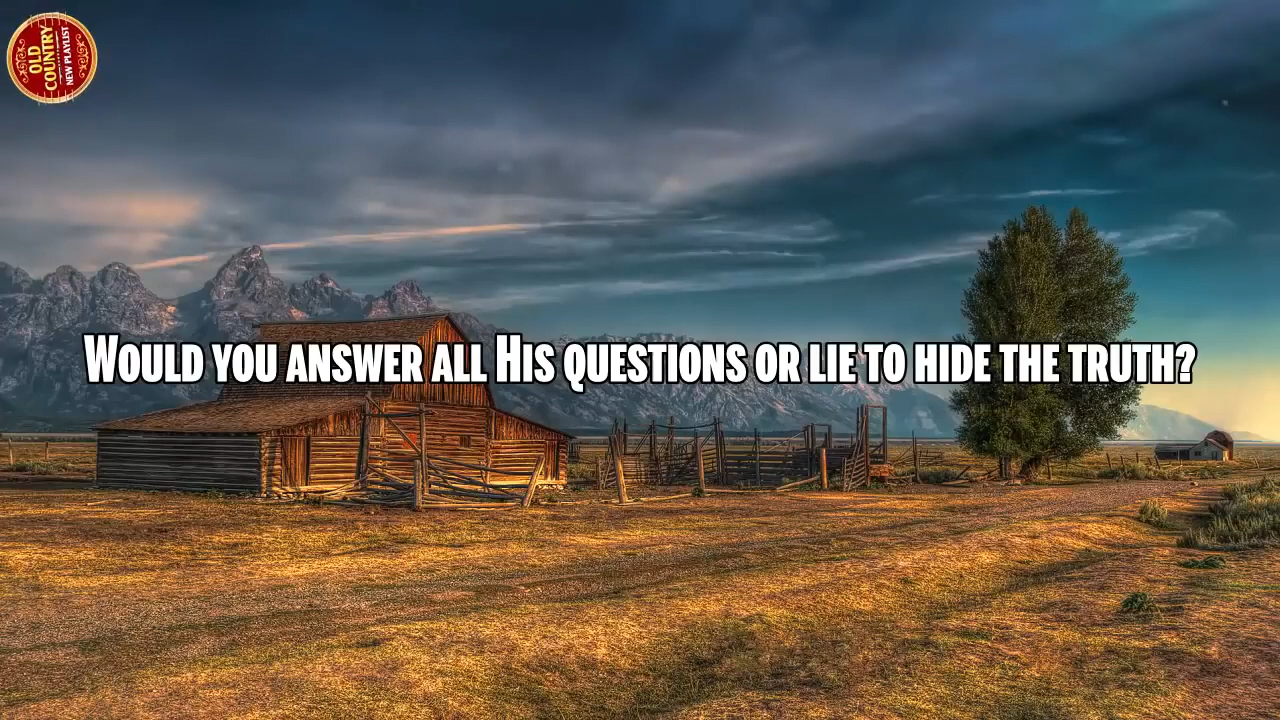 OLD
COUNTRY
NEW PLAYLIST
Would you answer all His questions or lie to hide the truth?